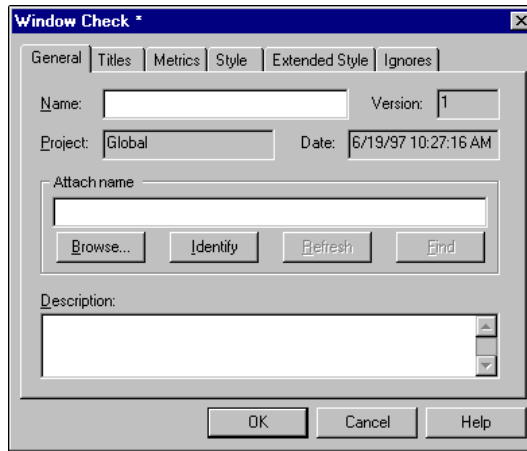 Window Check *
General Titles Metrics Style Extended Style Ignores
Name: Version: 1
Project: Global Date: 6/19/97 10:27:16 AM
Attach name
Browse... Identify Refresh Find
Description:
OK Cancel Help